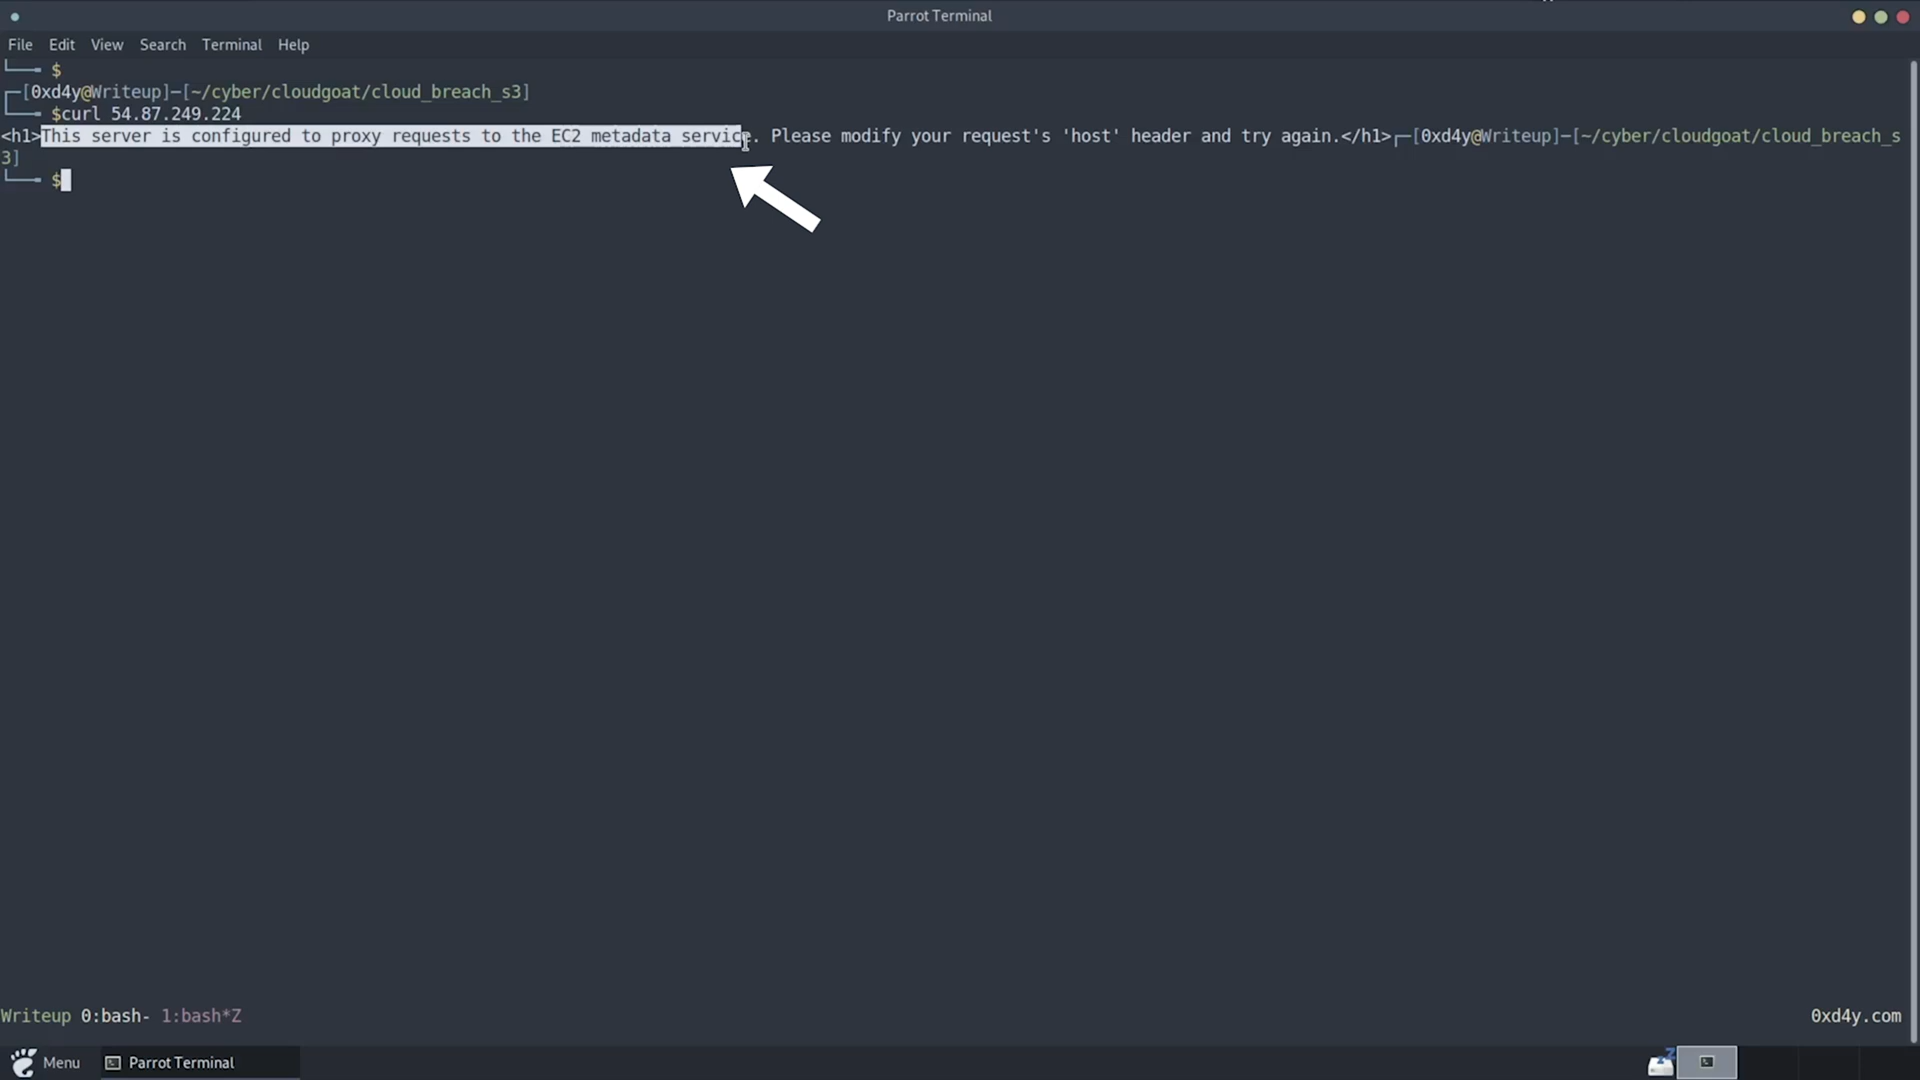 Parrot Terminal
File Edit View Search Terminal Help
$
[0xd4y@Writeup]-[~/cyber/cloudgoat/cloud_breach_s3]
$curl 54.87.249.224
<h1>This server is configured to proxy requests to the EC2 metadata service. Please modify your request's 'host' header and try again.</h1>[0xd4y@Writeup]-[~/cyber/cloudgoat/cloud_breach_s
3]
$
Writeup 0:bash- 1:bash*Z 0xd4y.com
Menu Parrot Terminal